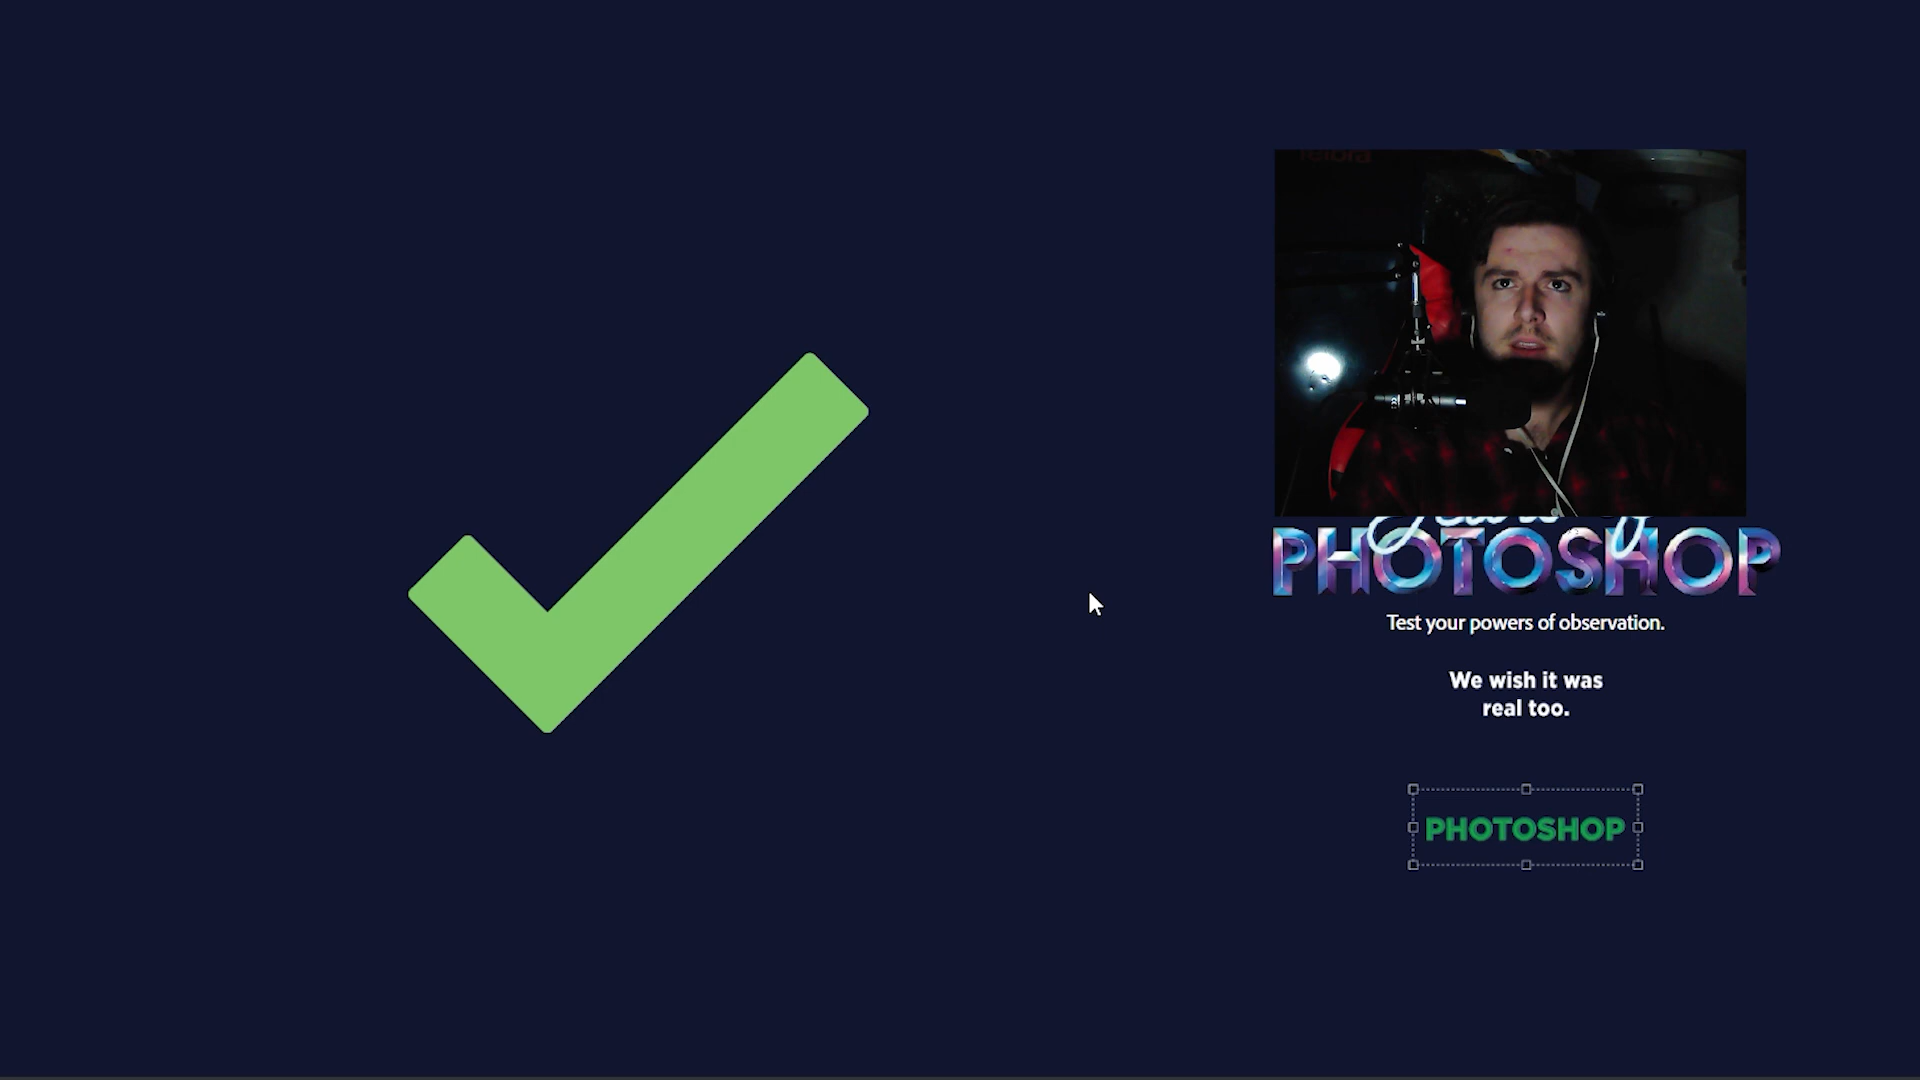 PHOTOSHOP
Test your powers of observation.
We wish it was
real too.
PHOTOSHOP